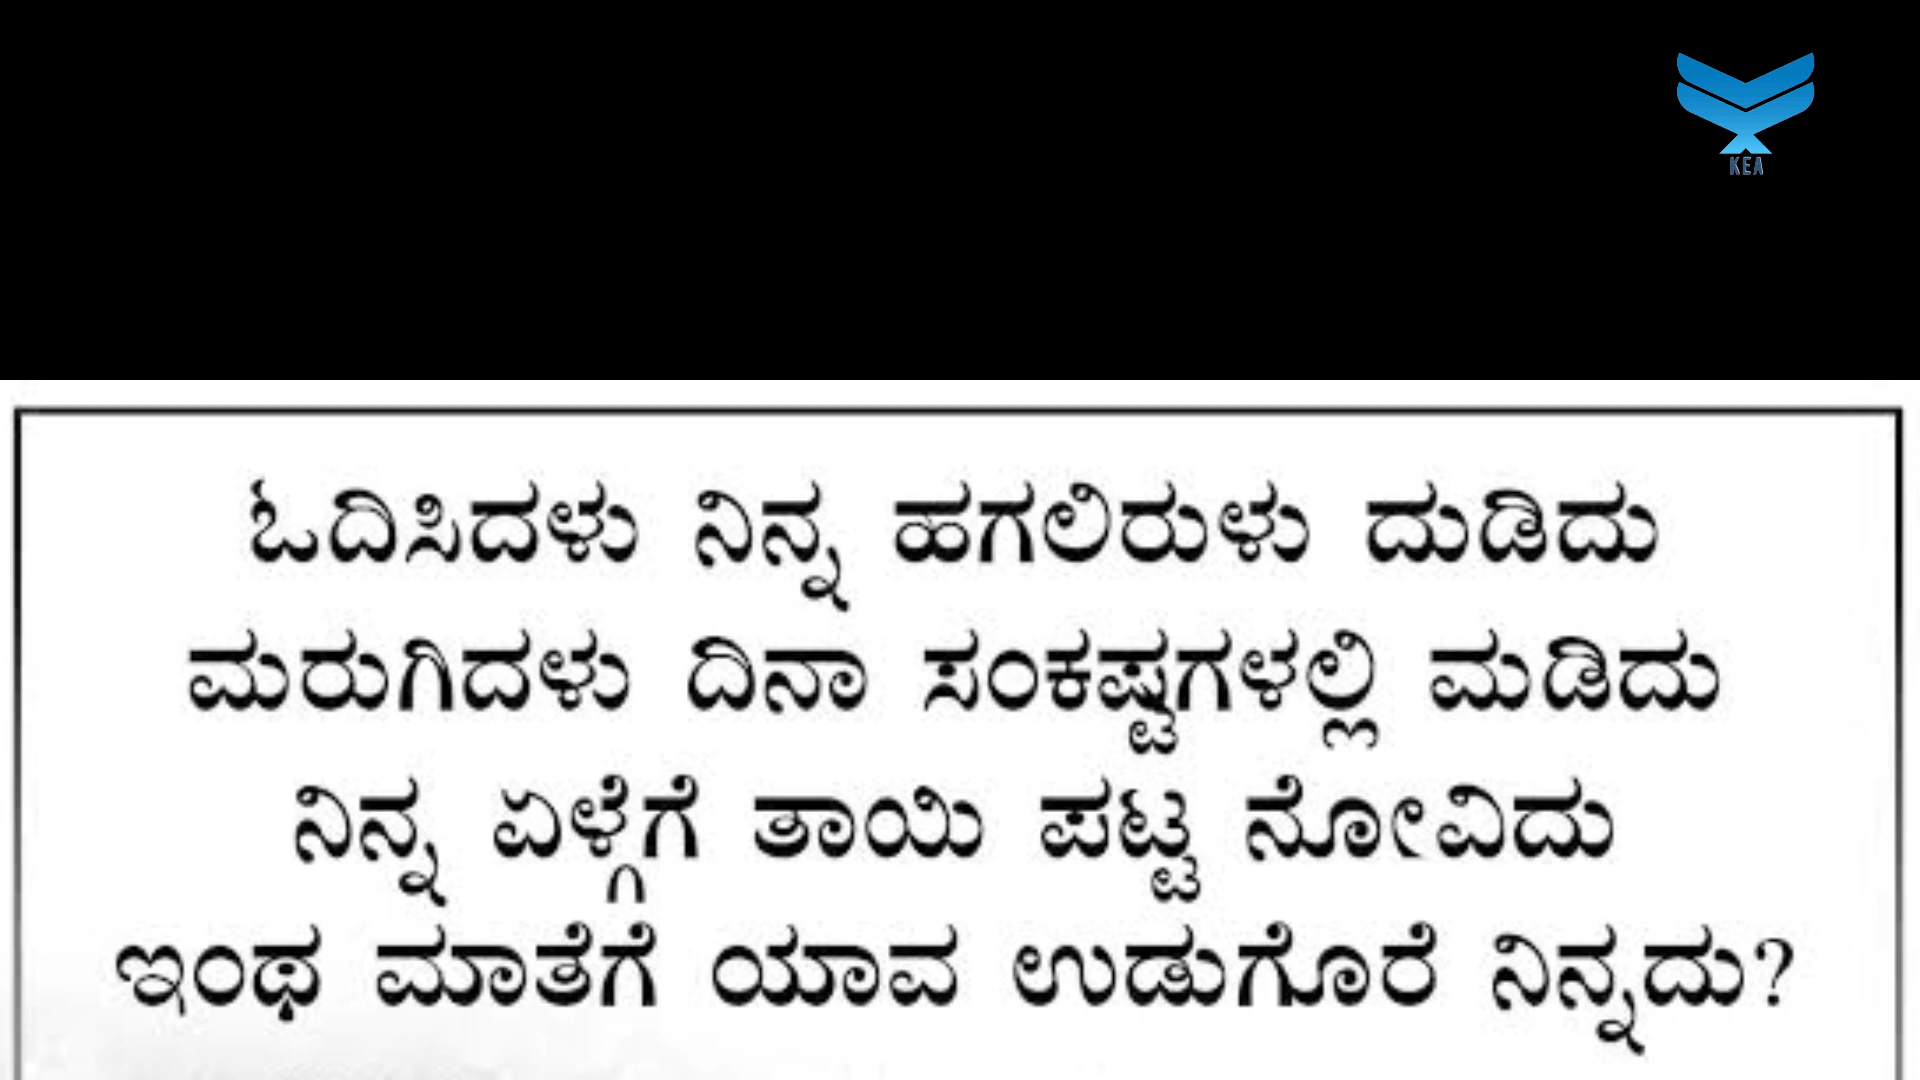 KEA
ಓದಿಸಿದಳು ನಿನ್ನ ಹಗಲಿರುಳು ದುಡಿದು
ಮರುಗಿದಳು ದಿನಾ ಸಂಕಷ್ಟಗಳಲ್ಲಿ ಮಡಿದು
ನಿನ್ನ ಏಳ್ಗೆಗೆ ತಾಯಿ ಪಟ್ಟ ನೋವಿದು
ಇಂಥ ಮಾತೆಗೆ ಯಾವ ಉಡುಗೊರೆ ನಿನ್ನದು?